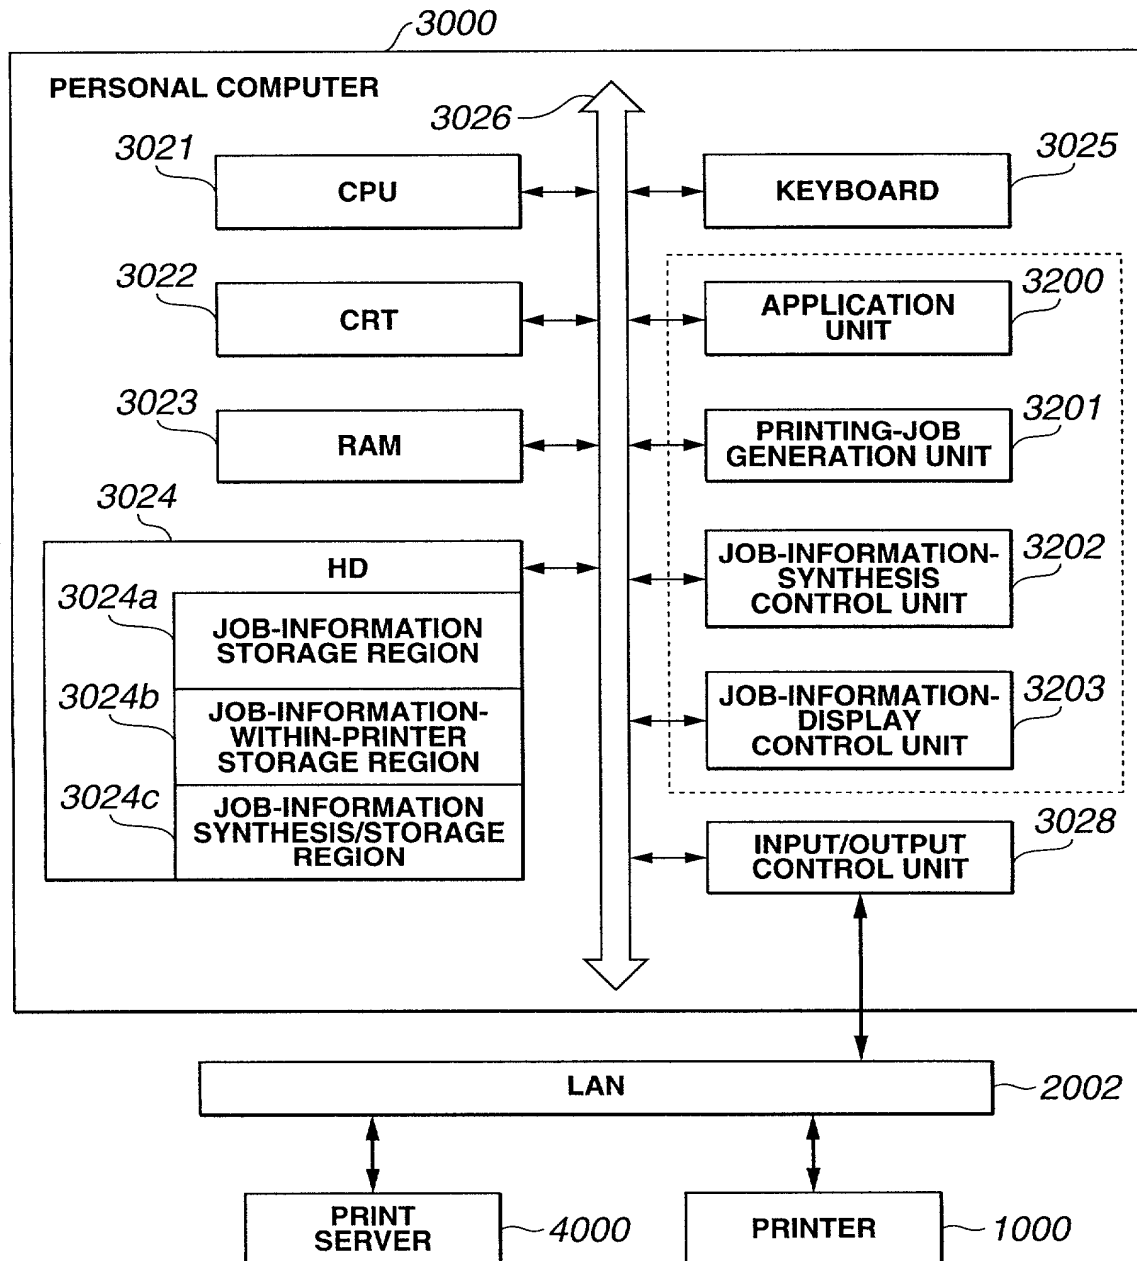 3000
PERSONAL COMPUTER
3026
3021
CPU
3025
KEYBOARD
3022
CRT
3200
APPLICATION
UNIT
3023
RAM
3201
PRINTING-JOB
GENERATION UNIT
3024
HD
3202
JOB-INFORMATION-
SYNTHESIS
CONTROL UNIT
3024a
JOB-INFORMATION
STORAGE REGION
3024b
JOB-INFORMATION-
WITHIN-PRINTER
STORAGE REGION
3203
JOB-INFORMATION-
DISPLAY
CONTROL UNIT
3024c
JOB-INFORMATION
SYNTHESIS/STORAGE
REGION
3028
INPUT/OUTPUT
CONTROL UNIT
LAN
2002
PRINT
SERVER
4000
PRINTER
1000